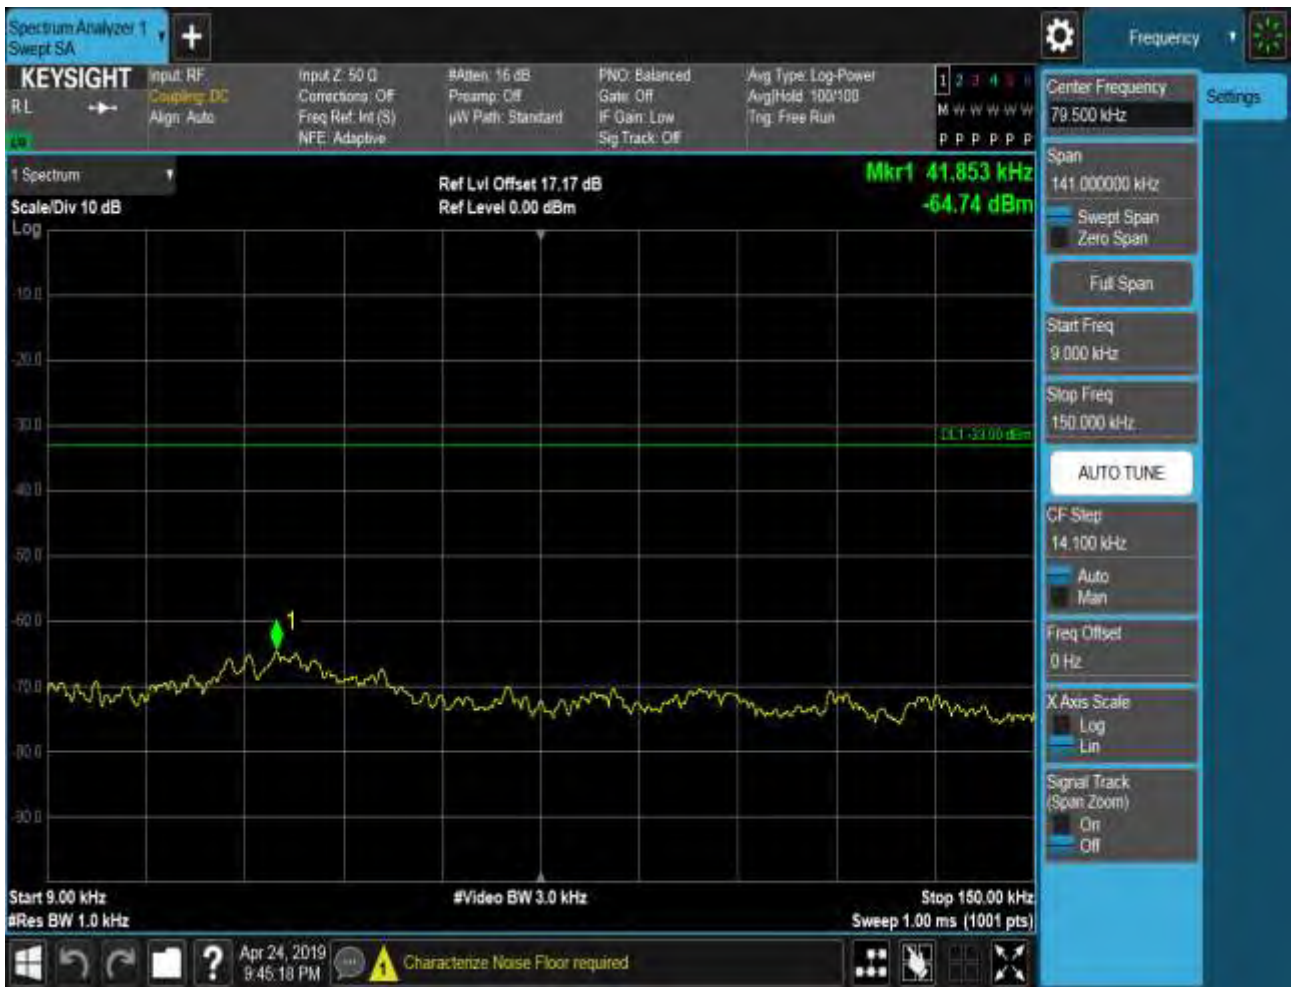 Spectrum Analyzer 1
Swept SA
Frequency
KEYSIGHT
R L
Input: RF
Coupling: DC
Align: Auto
Input Z: 50 Ω
Corrections: Off
Freq Ref: Int (S)
NFE: Adaptive
#Atten: 16 dB
Preamp: Off
µW Path: Standard
PNO: Balanced
Gate: Off
IF Gain: Low
Sig Track: Off
Avg Type: Log-Power
Avg|Hold: 100/100
Trig: Free Run
1 2 3 4 5 6
M W W W W W
P P P P P P
Center Frequency
79.500 kHz
Settings
1 Spectrum
Scale/Div 10 dB
Log
Ref Lvl Offset 17.17 dB
Ref Level 0.00 dBm
Mkr1 41.853 kHz
-64.74 dBm
Span
141.000000 kHz
Swept Span
Zero Span
Full Span
Start Freq
9.000 kHz
Stop Freq
150.000 kHz
AUTO TUNE
CF Step
14.100 kHz
Auto
Man
Freq Offset
0 Hz
X Axis Scale
Log
Lin
Signal Track
(Span Zoom)
On
Off
-10.0
-20.0
-30.0
DL1 -33.00 dBm
-40.0
-50.0
-60.0
1
-70.0
-80.0
-90.0
Start 9.00 kHz
#Video BW 3.0 kHz
Stop 150.00 kHz
#Res BW 1.0 kHz
Sweep 1.00 ms (1001 pts)
?
Apr 24, 2019
9:45:18 PM
Characterize Noise Floor required